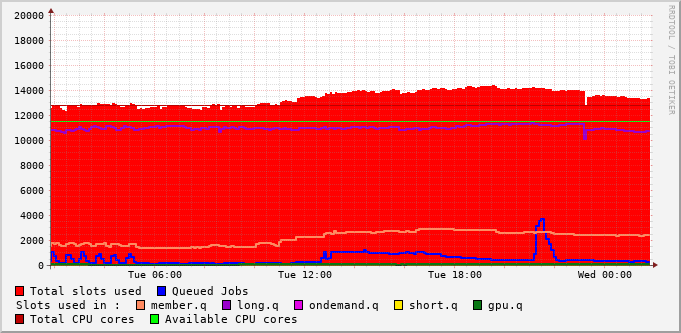 20000
18000
16000
14000
12000
10000
8000
6000
4000
2000
0
Tue 06:00 Tue 12:00 Tue 18:00 Wed 00:00
RRDTOOL / TOBI OETIKER
Total slots used Queued Jobs
Slots used in : member.q long.q ondemand.q short.q gpu.q
Total CPU cores Available CPU cores